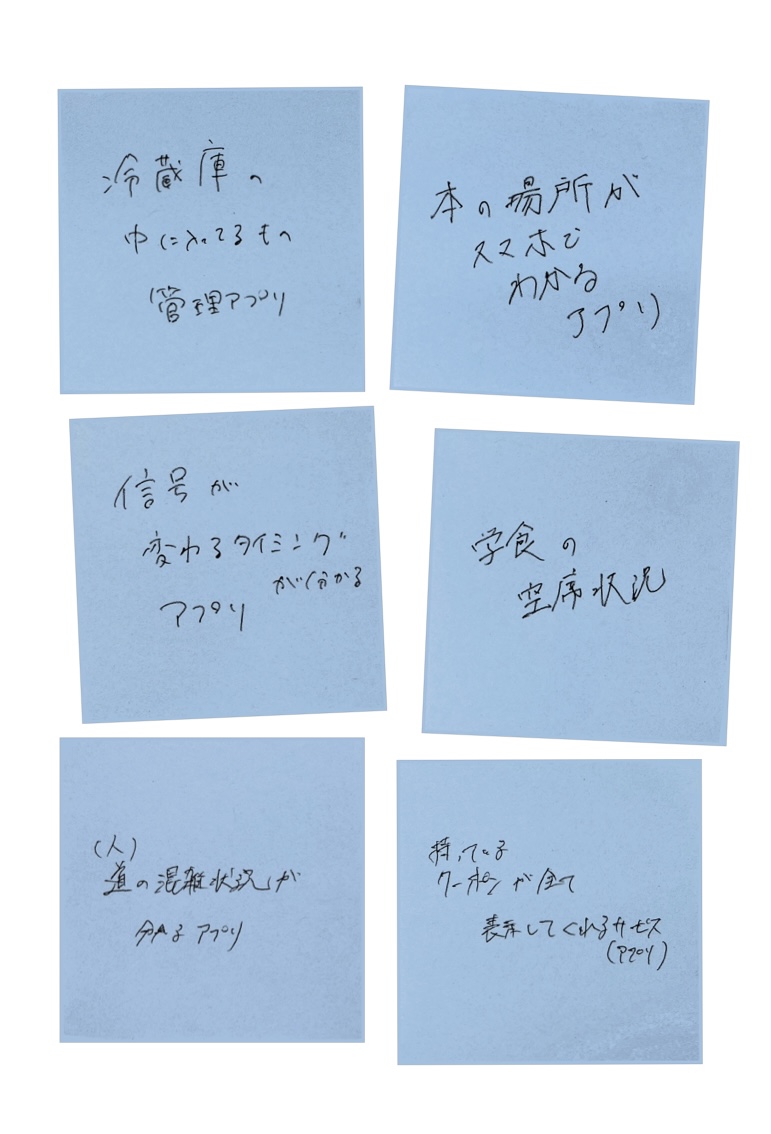 冷蔵庫の
中に入ってるもの
管理アプリ
本の場所が
スマホで
わかる
アプリ
信号が
変わるタイミング
が分かる
アプリ
学食の
空席状況
(人)
道の混雑状況が
分かる アプリ
持っている
クーポンが全て
表示してくれるサービス
(アプリ)